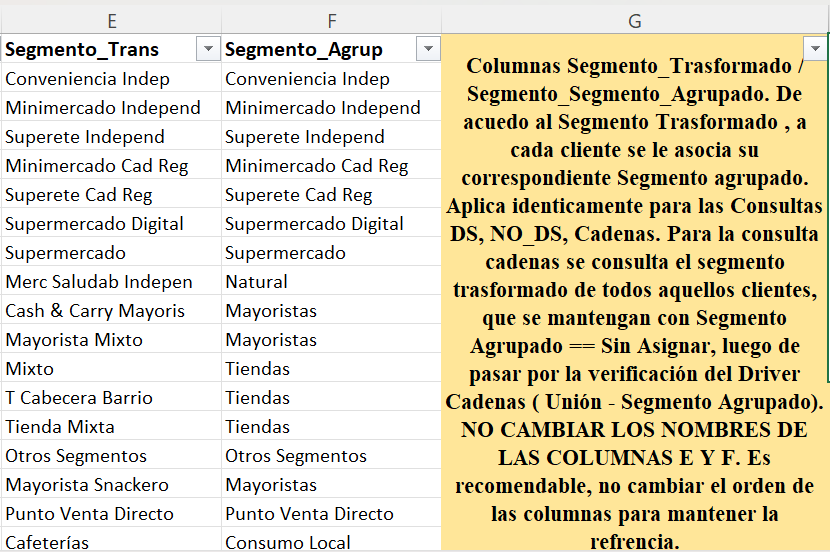 E F G
Segmento_Trans Segmento_Agrup
Conveniencia Indep Conveniencia Indep
Minimercado Independ Minimercado Independ
Superete Independ Superete Independ
Minimercado Cad Reg Minimercado Cad Reg
Superete Cad Reg Superete Cad Reg
Supermercado Digital Supermercado Digital
Supermercado Supermercado
Merc Saludab Indepen Natural
Cash & Carry Mayoris Mayoristas
Mayorista Mixto Mayoristas
Mixto Tiendas
T Cabecera Barrio Tiendas
Tienda Mixta Tiendas
Otros Segmentos Otros Segmentos
Mayorista Snackero Mayoristas
Punto Venta Directo Punto Venta Directo
Cafeterías Consumo Local
Columnas Segmento_Trasformado /
Segmento_Segmento_Agrupado. De
acuedo al Segmento Trasformado , a
cada cliente se le asocia su
correspondiente Segmento agrupado.
Aplica identicamente para las Consultas
DS, NO_DS, Cadenas. Para la consulta
cadenas se consulta el segmento
trasformado de todos aquellos clientes,
que se mantengan con Segmento
Agrupado == Sin Asignar, luego de
pasar por la verificación del Driver
Cadenas ( Unión - Segmento Agrupado).
NO CAMBIAR LOS NOMBRES DE
LAS COLUMNAS E Y F. Es
recomendable, no cambiar el orden de
las columnas para mantener la
refrencia.